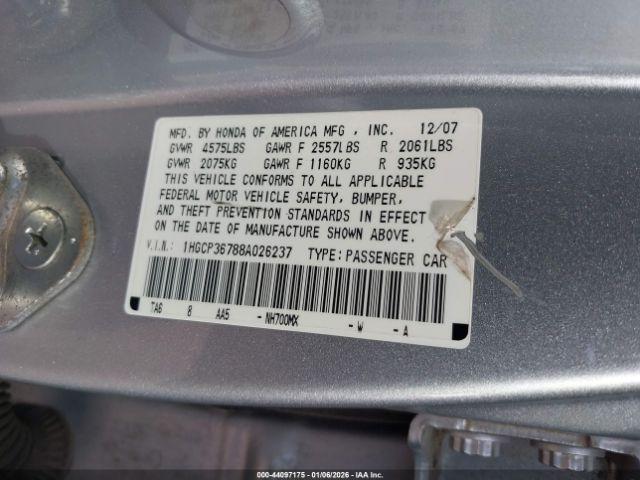 MFD. BY HONDA OF AMERICA MFG , INC. 12/07
GVWR 4575LBS GAWR F 2557LBS R 2061LBS
GVWR 2075KG GAWR F 1160KG R 935KG
THIS VEHICLE CONFORMS TO ALL APPLICABLE
FEDERAL MOTOR VEHICLE SAFETY, BUMPER,
AND THEFT PREVENTION STANDARDS IN EFFECT
ON THE DATE OF MANUFACTURE SHOWN ABOVE.
V.I.N: 1HGCP36788A026237 TYPE: PASSENGER CAR
TA6 8 AA5 - NH700MX - W - A
000-44097175 | 01/06/2026 | IAA Inc.